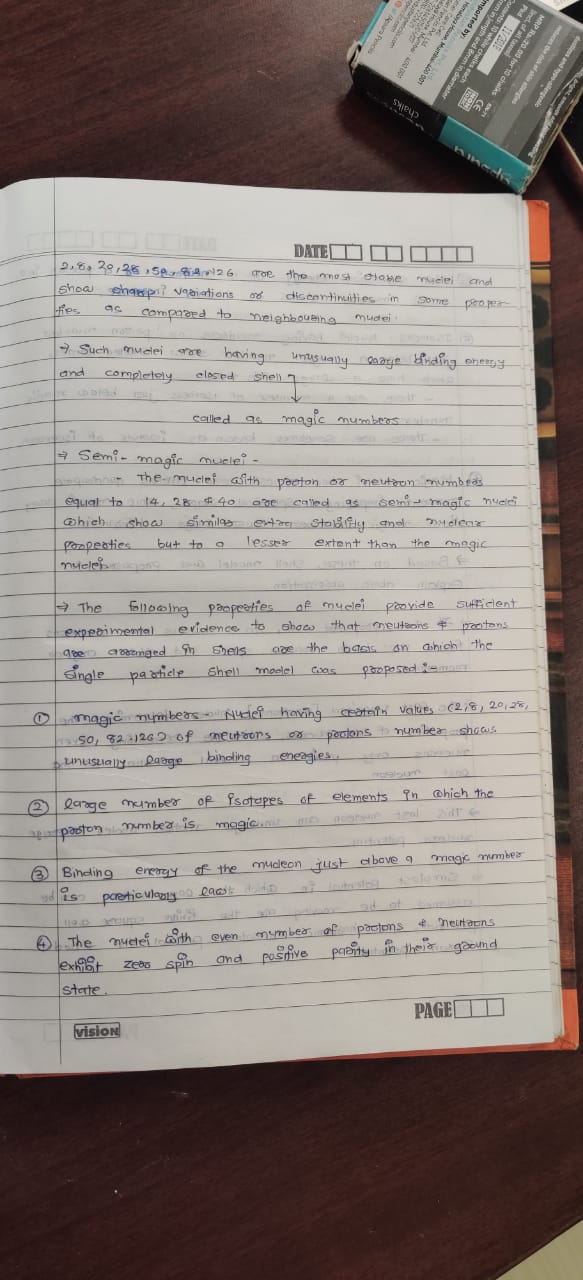 MRP Rs. 20.00 for 10 chalks
chalks
DATE
2, 8, 20, 28, 50, 82, 126 are the most stable nuclei and
show sharp variations or discontinuities in some proper-
ties as compared to neighbouring nuclei.
→ Such nuclei are having unusually large binding energy
and completely closed shell
called as magic numbers
→ Semi-magic nuclei -
The nuclei with proton or neutron numbers
equal to 14, 28 & 40 are called as semi-magic nuclei
which show similar extra stability and nuclear
properties but to a lesser extent than the magic
nuclei.
→ The following properties of nuclei provide sufficient
experimental evidence to show that neutrons & protons
are arranged in shells are the basis on which the
single particle shell model was proposed :-
① magic numbers - Nuclei having certain values (2, 8, 20, 28,
50, 82, 126) of neutrons or protons number shows
unusually large binding energies.
② large number of isotopes of elements in which the
proton number is magic.
③ Binding energy of the nucleon just above a magic number
is particularly
④ The nuclei with even number of protons & neutrons
exhibit zero spin and positive parity in their ground
state.
PAGE
vision